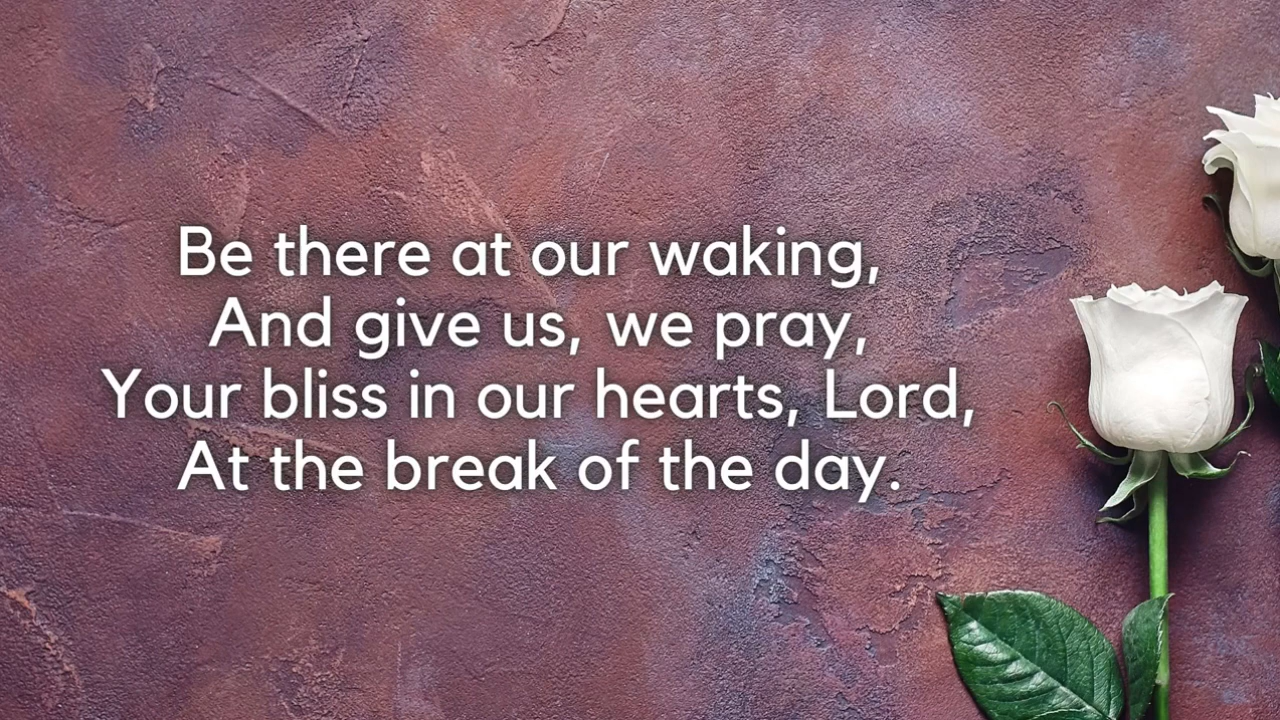 Be there at our waking,
And give us, we pray,
Your bliss in our hearts, Lord,
At the break of the day.